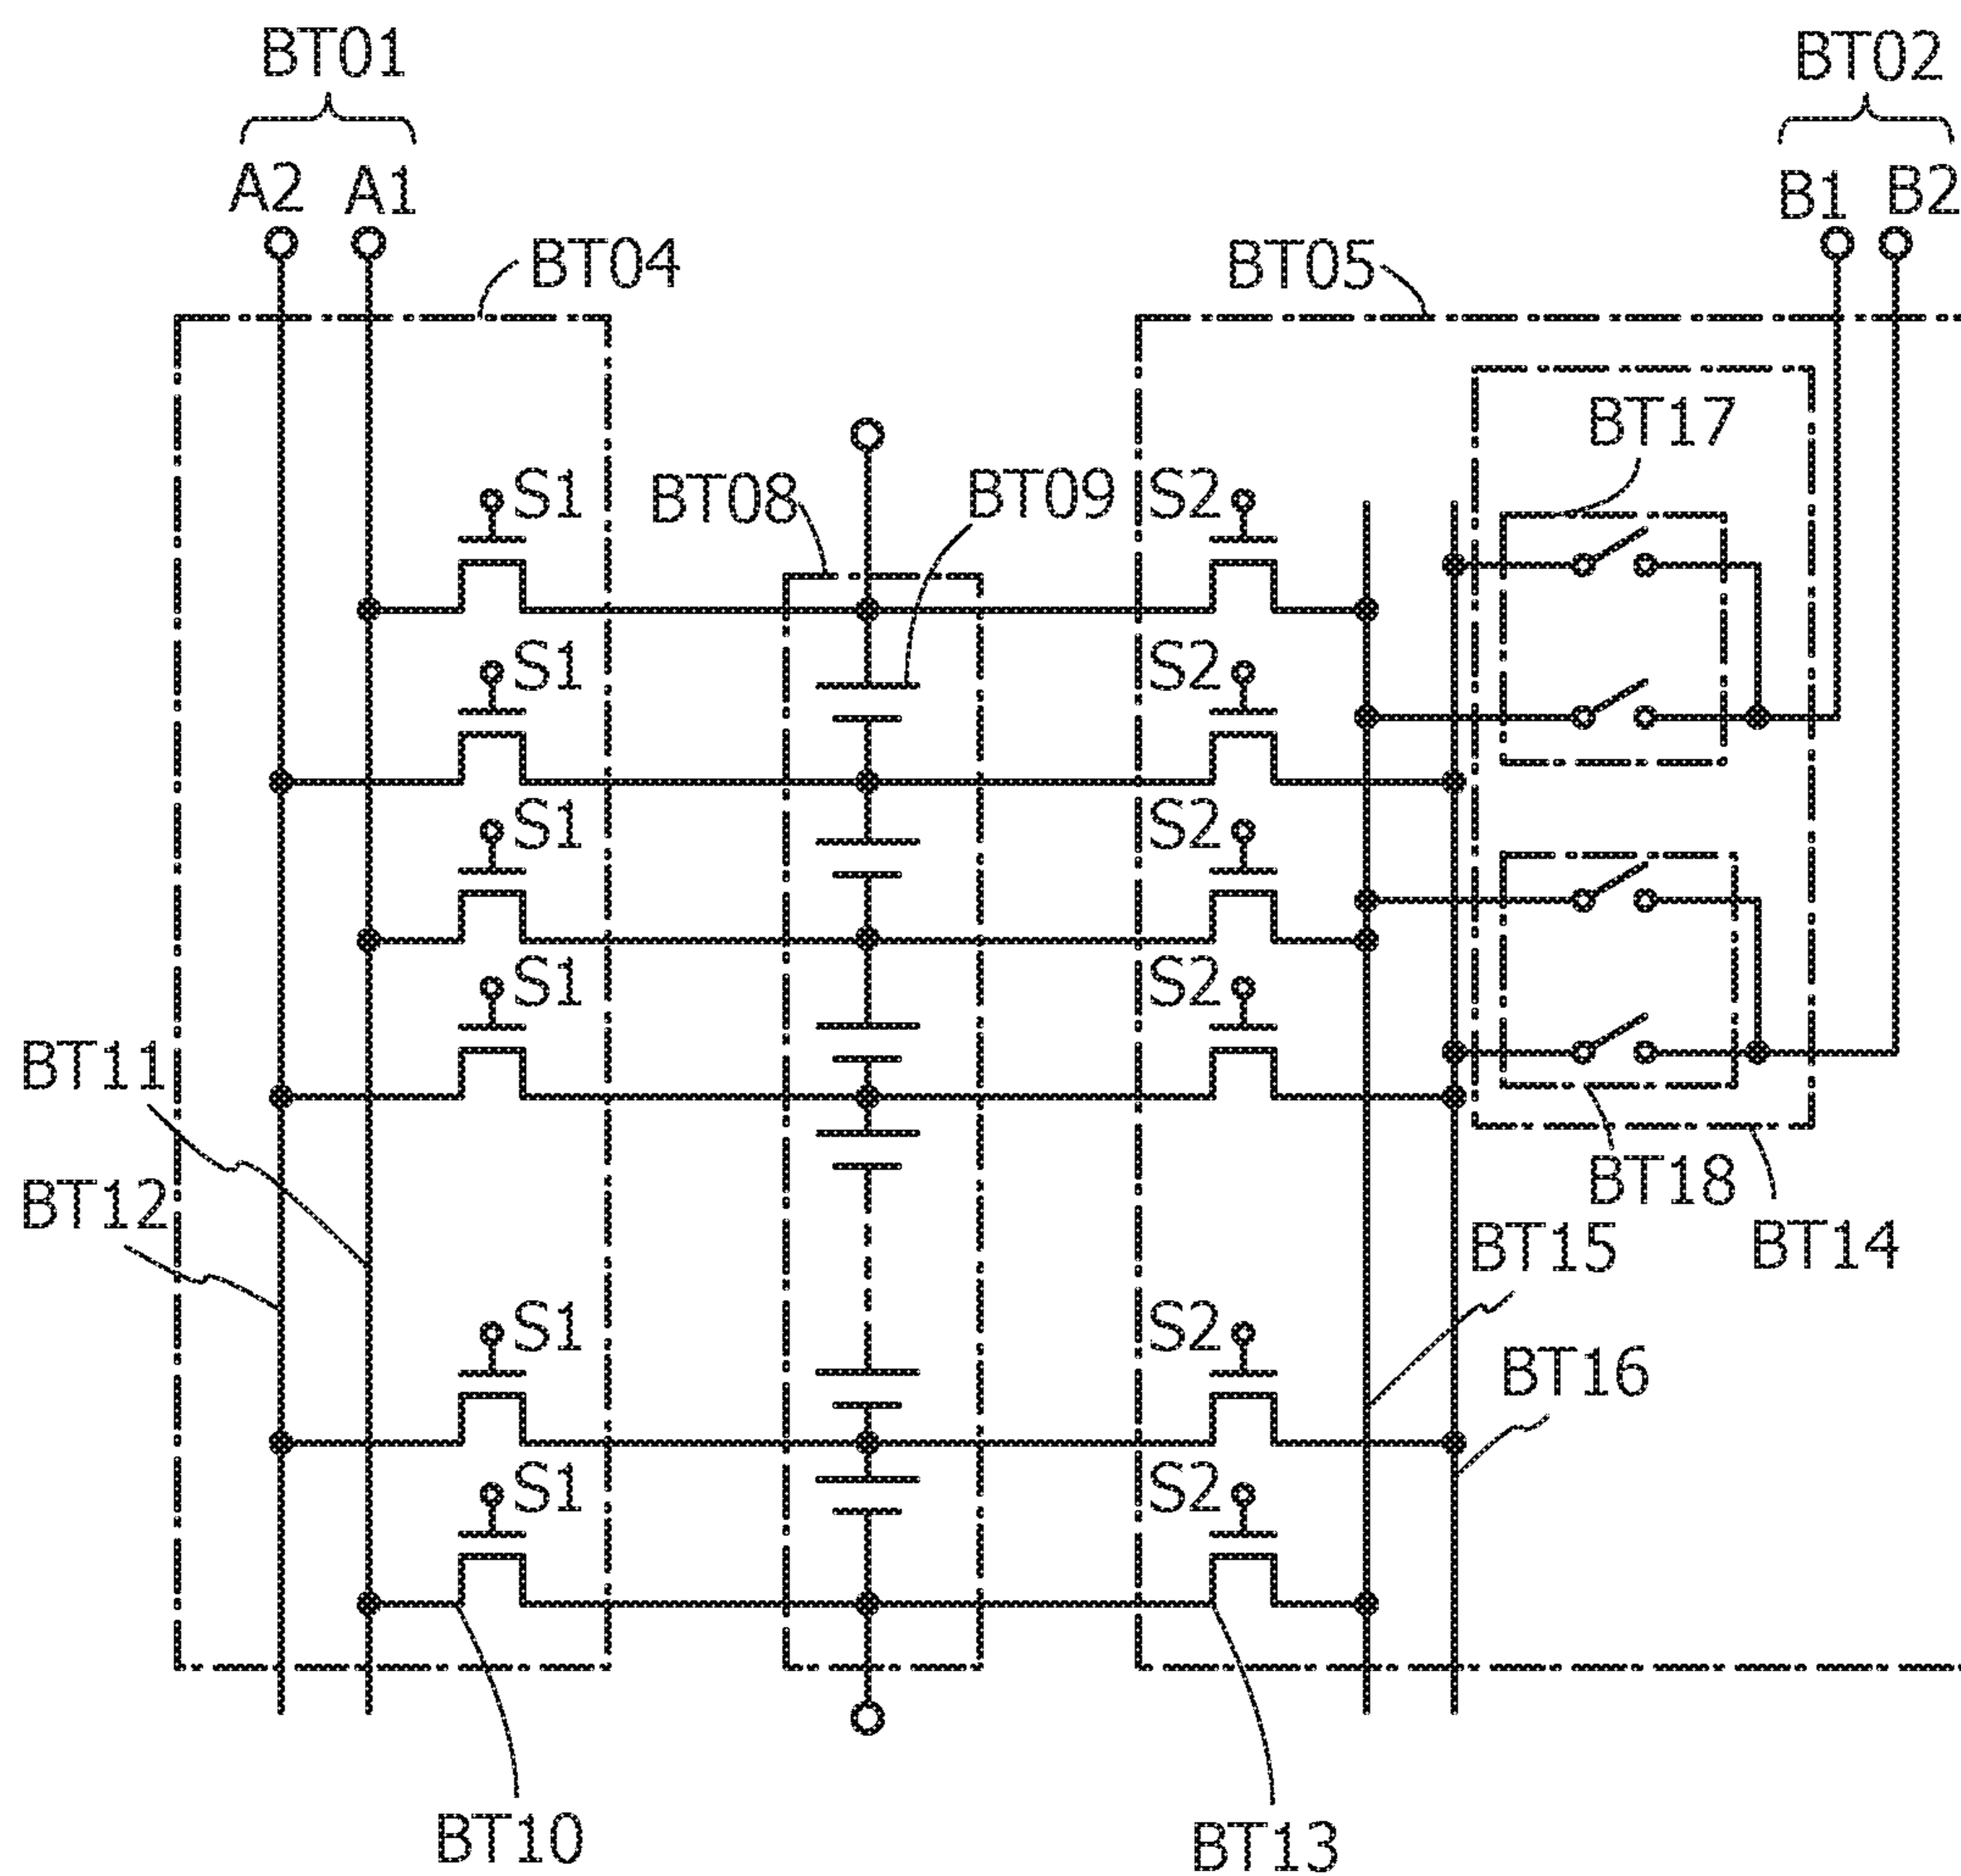 BT01
BT02
A2 A1
B1 B2
BT04
BT05
BT17
S1
BT08
BT09
S2
S1
S2
S1
S2
S1
S2
BT11
BT18
BT12
BT15
BT14
S1
S2
BT16
S1
S2
BT10
BT13